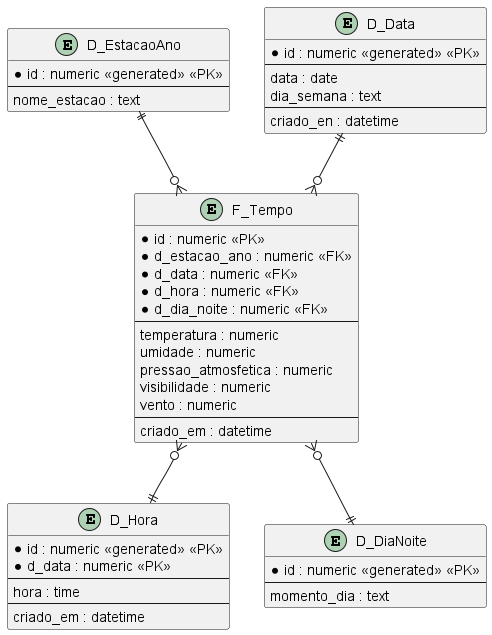 E D_EstacaoAno
id : numeric «generated» «PK»
nome_estacao : text
E D_Data
id : numeric «generated» «PK»
data : date
dia_semana : text
criado_en : datetime
E F_Tempo
id : numeric «PK»
d_estacao_ano : numeric «FK»
d_data : numeric «FK»
d_hora : numeric «FK»
d_dia_noite : numeric «FK»
temperatura : numeric
umidade : numeric
pressao_atmosfetica : numeric
visibilidade : numeric
vento : numeric
criado_em : datetime
E D_Hora
id : numeric «generated» «PK»
d_data : numeric «PK»
hora : time
criado_em : datetime
E D_DiaNoite
id : numeric «generated» «PK»
momento_dia : text